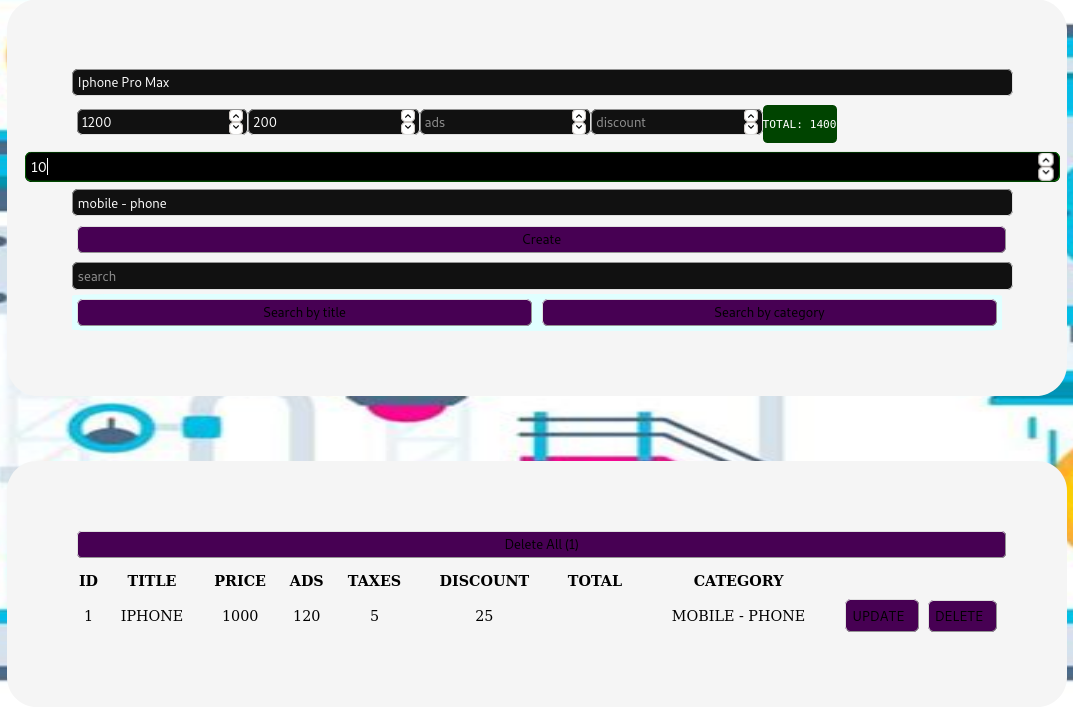 Iphone Pro Max
1200 200 ads discount TOTAL: 1400
10
mobile - phone
Create
search
Search by title Search by category
Delete All (1)
ID TITLE PRICE ADS TAXES DISCOUNT TOTAL CATEGORY
1 IPHONE 1000 120 5 25 MOBILE - PHONE UPDATE DELETE